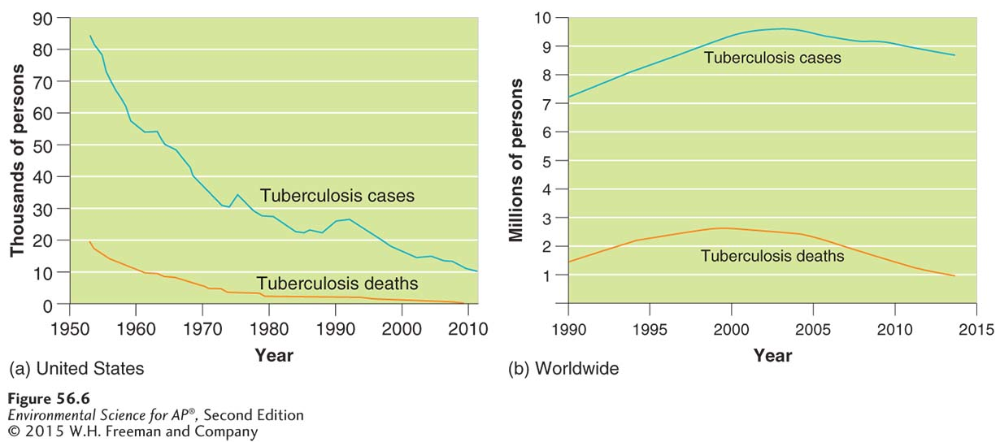 90
80
70
60
50
40
30
20
10
0
Thousands of persons
Tuberculosis cases
Tuberculosis deaths
1950 1960 1970 1980 1990 2000 2010
Year
(a) United States
10
9
8
7
6
5
4
3
2
1
Millions of persons
Tuberculosis cases
Tuberculosis deaths
1990 1995 2000 2005 2010 2015
Year
(b) Worldwide
Figure 56.6
Environmental Science for AP®, Second Edition
© 2015 W.H. Freeman and Company